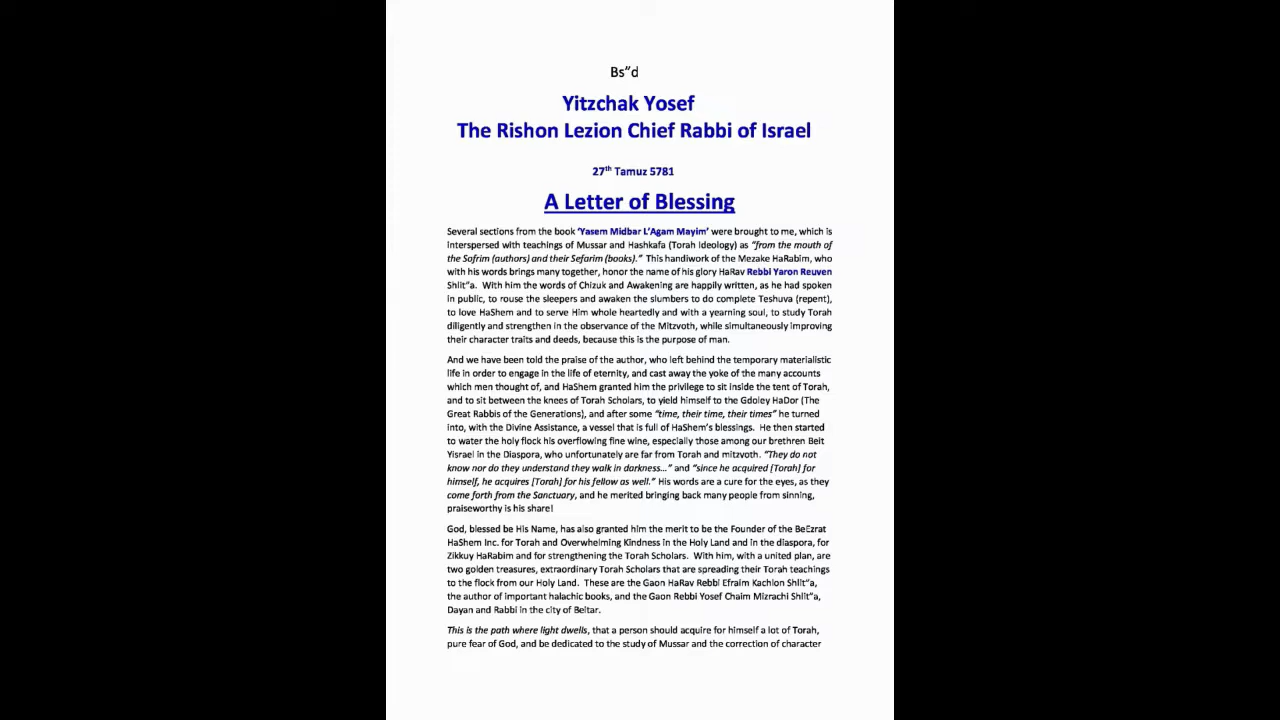 Bs"d
Yitzchak Yosef
The Rishon Lezion Chief Rabbi of Israel
27th Tamuz 5781
A Letter of Blessing
Several sections from the book ‘Yasem Midbar L’Agam Mayim’ were brought to me, which is
interspersed with teachings of Mussar and Hashkafa (Torah Ideology) as “from the mouth of
the Sofrim (authors) and their Sefarim (books).” This handiwork of the Mezake HaRabim, who
with his words brings many together, honor the name of his glory HaRav Rebbi Yaron Reuven
Shlit”a. With him the words of Chizuk and Awakening are happily written, as he had spoken
in public, to rouse the sleepers and awaken the slumbers to do complete Teshuva (repent),
to love HaShem and to serve Him whole heartedly and with a yearning soul, to study Torah
diligently and strengthen in the observance of the Mitzvoth, while simultaneously improving
their character traits and deeds, because this is the purpose of man.
And we have been told the praise of the author, who left behind the temporary materialistic
life in order to engage in the life of eternity, and cast away the yoke of the many accounts
which men thought of, and HaShem granted him the privilege to sit inside the tent of Torah,
and to sit between the knees of Torah Scholars, to yield himself to the Gdoley HaDor (The
Great Rabbis of the Generations), and after some “time, their time, their times” he turned
into, with the Divine Assistance, a vessel that is full of HaShem’s blessings. He then started
to water the holy flock his overflowing fine wine, especially those among our brethren Beit
Yisrael in the Diaspora, who unfortunately are far from Torah and mitzvoth. “They do not
know nor do they understand they walk in darkness...” and “since he acquired [Torah] for
himself, he acquires [Torah] for his fellow as well.” His words are a cure for the eyes, as they
come forth from the Sanctuary, and he merited bringing back many people from sinning,
praiseworthy is his share!
God, blessed be His Name, has also granted him the merit to be the Founder of the BeEzrat
HaShem Inc. for Torah and Overwhelming Kindness in the Holy Land and in the diaspora, for
Zikkuy HaRabim and for strengthening the Torah Scholars. With him, with a united plan, are
two golden treasures, extraordinary Torah Scholars that are spreading their Torah teachings
to the flock from our Holy Land. These are the Gaon HaRav Rebbi Efraim Kachlon Shlit”a,
the author of important halachic books, and the Gaon Rebbi Yosef Chaim Mizrachi Shlit”a,
Dayan and Rabbi in the city of Beitar.
This is the path where light dwells, that a person should acquire for himself a lot of Torah,
pure fear of God, and be dedicated to the study of Mussar and the correction of character